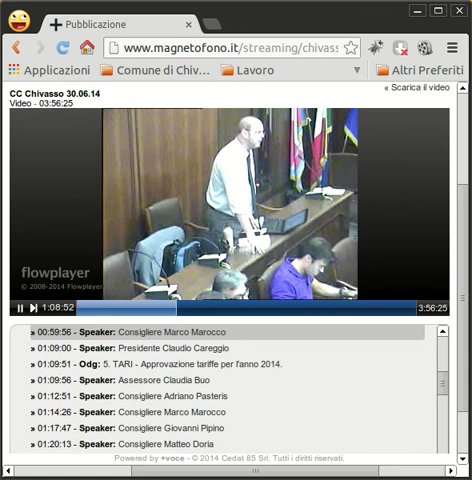 Pubblicazione
www.magnetofono.it/streaming/chivass
Applicazioni Comune di Chiv... Lavoro » Altri Preferiti
« Scarica il video
CC Chivasso 30.06.14
Video - 03:56:25
flowplayer
© 2008-2014 Flowplayer
1:08:52 3:56:25
» 00:59:56 - Speaker: Consigliere Marco Marocco
» 01:09:00 - Speaker: Presidente Claudio Careggio
» 01:09:51 - Odg: 5. TARI - Approvazione tariffe per l'anno 2014.
» 01:09:56 - Speaker: Assessore Claudia Buo
» 01:12:51 - Speaker: Consigliere Adriano Pasteris
» 01:14:26 - Speaker: Consigliere Marco Marocco
» 01:17:47 - Speaker: Consigliere Giovanni Pipino
» 01:20:13 - Speaker: Consigliere Matteo Doria
Powered by +voce - © 2014 Cedat 85 Srl. Tutti i diritti riservati.